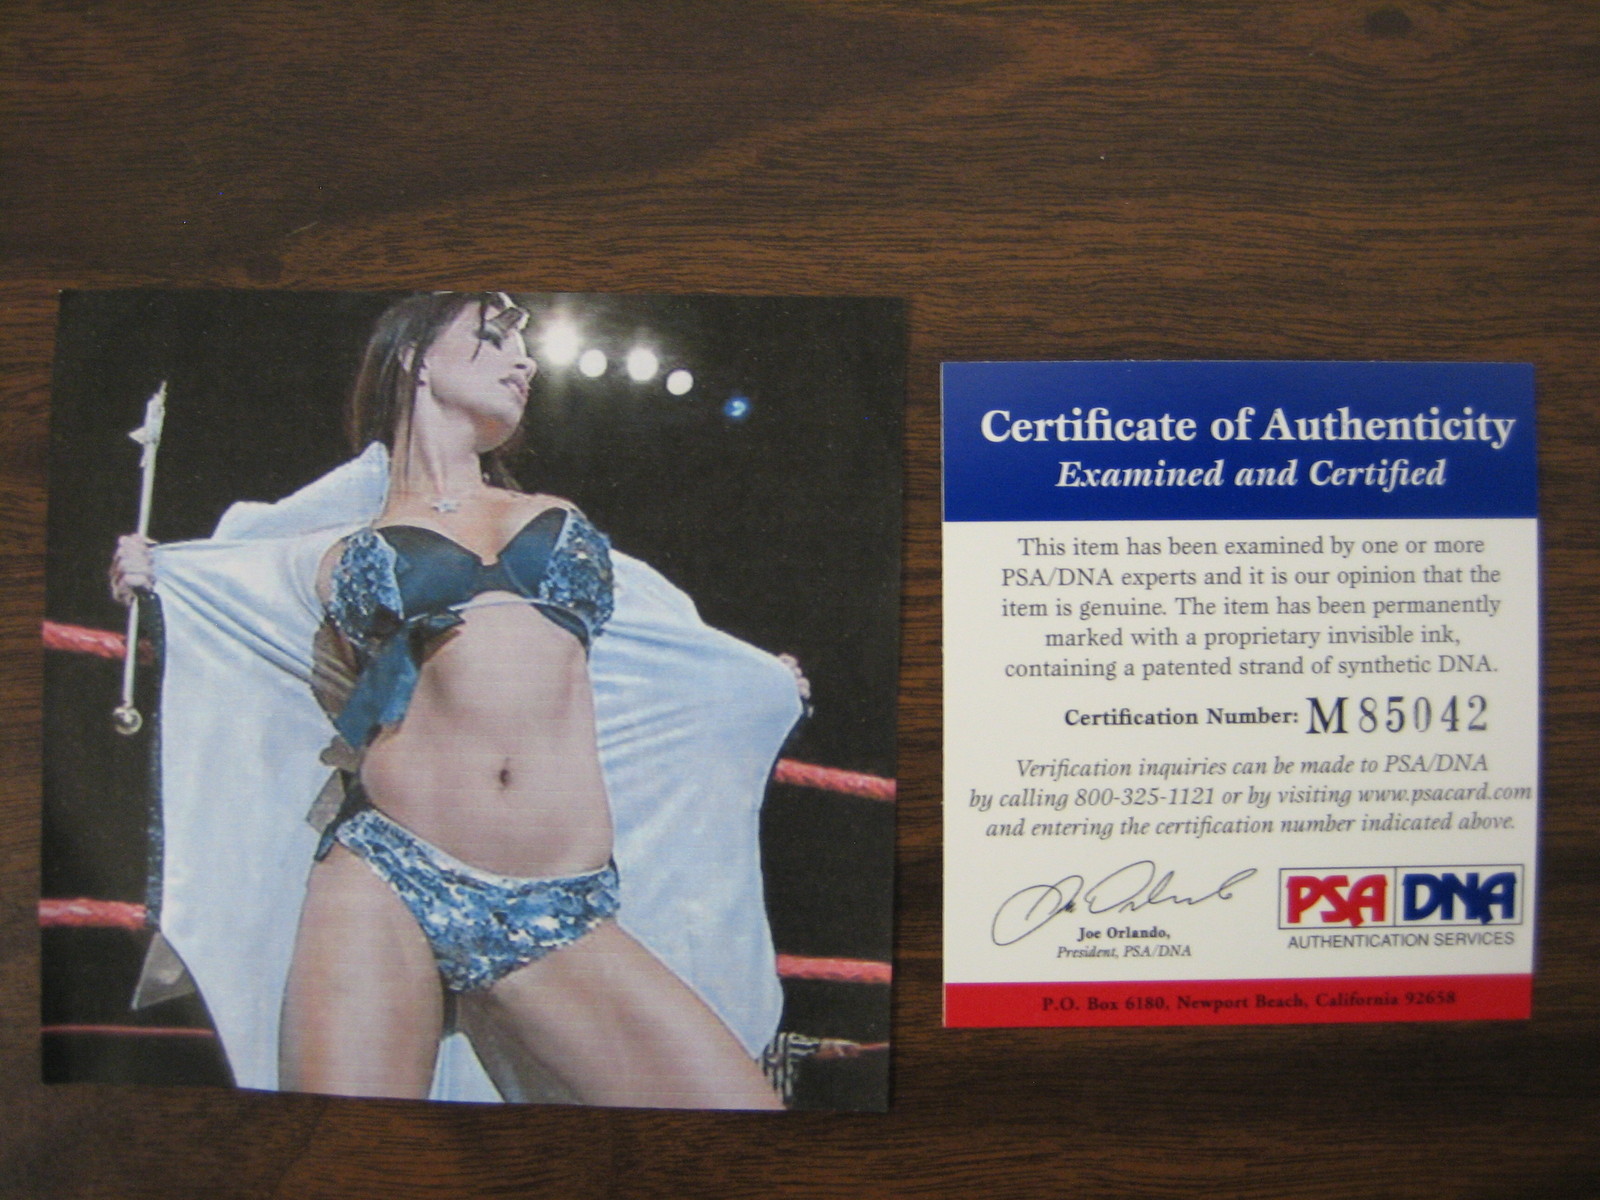 Certificate of Authenticity
Examined and Certified
This item has been examined by one or more
PSA/DNA experts and it is our opinion that the
item is genuine. The item has been permanently
marked with a proprietary invisible ink,
containing a patented strand of synthetic DNA.
Certification Number: M85042
Verification inquiries can be made to PSA/DNA
by calling 800-325-1121 or by visiting www.psacard.com
and entering the certification number indicated above.
Joe Orlando,
President, PSA/DNA
PSA DNA
AUTHENTICATION SERVICES
P.O. Box 6180, Newport Beach, California 92658